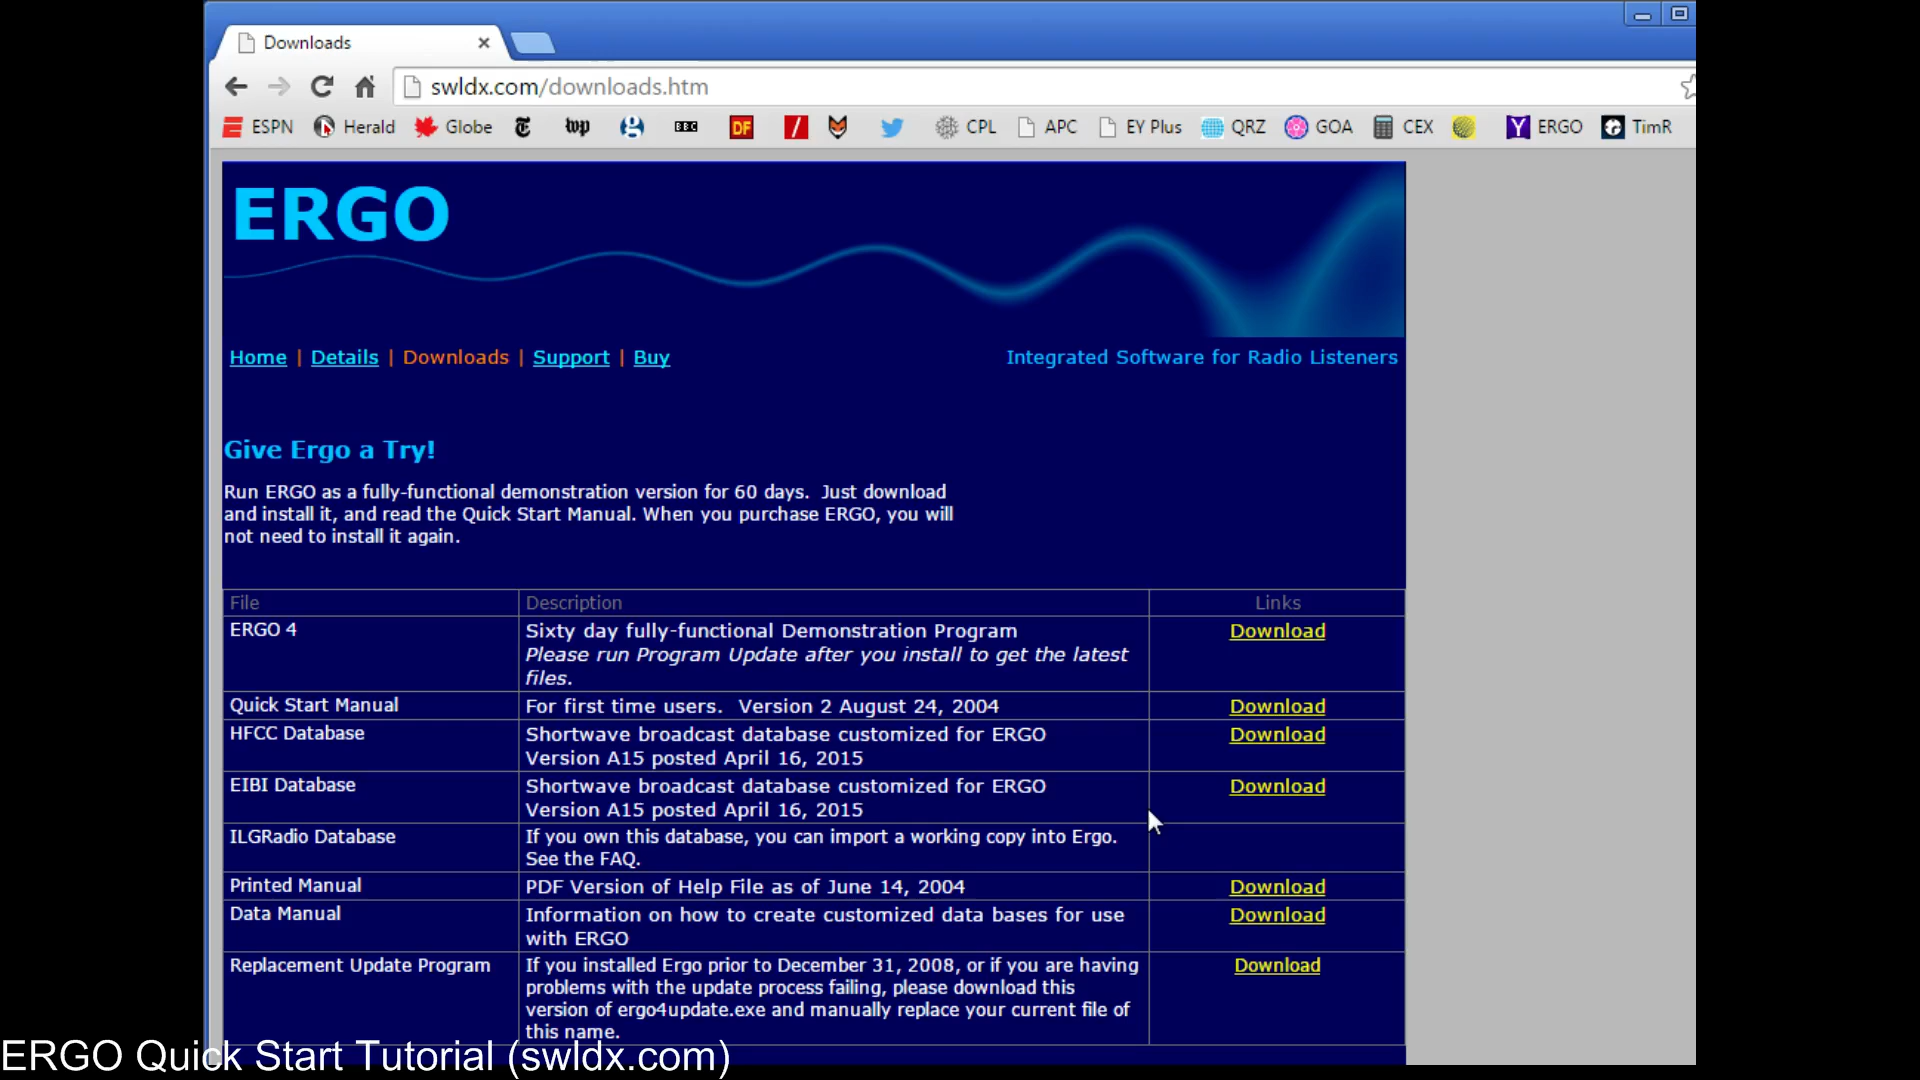 Downloads
swldx.com/downloads.htm
ESPN Herald Globe T wp g BBC DF CPL APC EY Plus QRZ GOA CEX Y ERGO TimR
ERGO
Home | Details | Downloads | Support | Buy Integrated Software for Radio Listeners
Give Ergo a Try!
Run ERGO as a fully-functional demonstration version for 60 days. Just download
and install it, and read the Quick Start Manual. When you purchase ERGO, you will
not need to install it again.
File Description Links
ERGO 4 Sixty day fully-functional Demonstration Program Download
Please run Program Update after you install to get the latest
files.
Quick Start Manual For first time users. Version 2 August 24, 2004 Download
HFCC Database Shortwave broadcast database customized for ERGO Download
Version A15 posted April 16, 2015
EIBI Database Shortwave broadcast database customized for ERGO Download
Version A15 posted April 16, 2015
ILGRadio Database If you own this database, you can import a working copy into Ergo.
See the FAQ.
Printed Manual PDF Version of Help File as of June 14, 2004 Download
Data Manual Information on how to create customized data bases for use Download
with ERGO
Replacement Update Program If you installed Ergo prior to December 31, 2008, or if you are having Download
problems with the update process failing, please download this
version of ergo4update.exe and manually replace your current file of
this name.
ERGO Quick Start Tutorial (swldx.com)